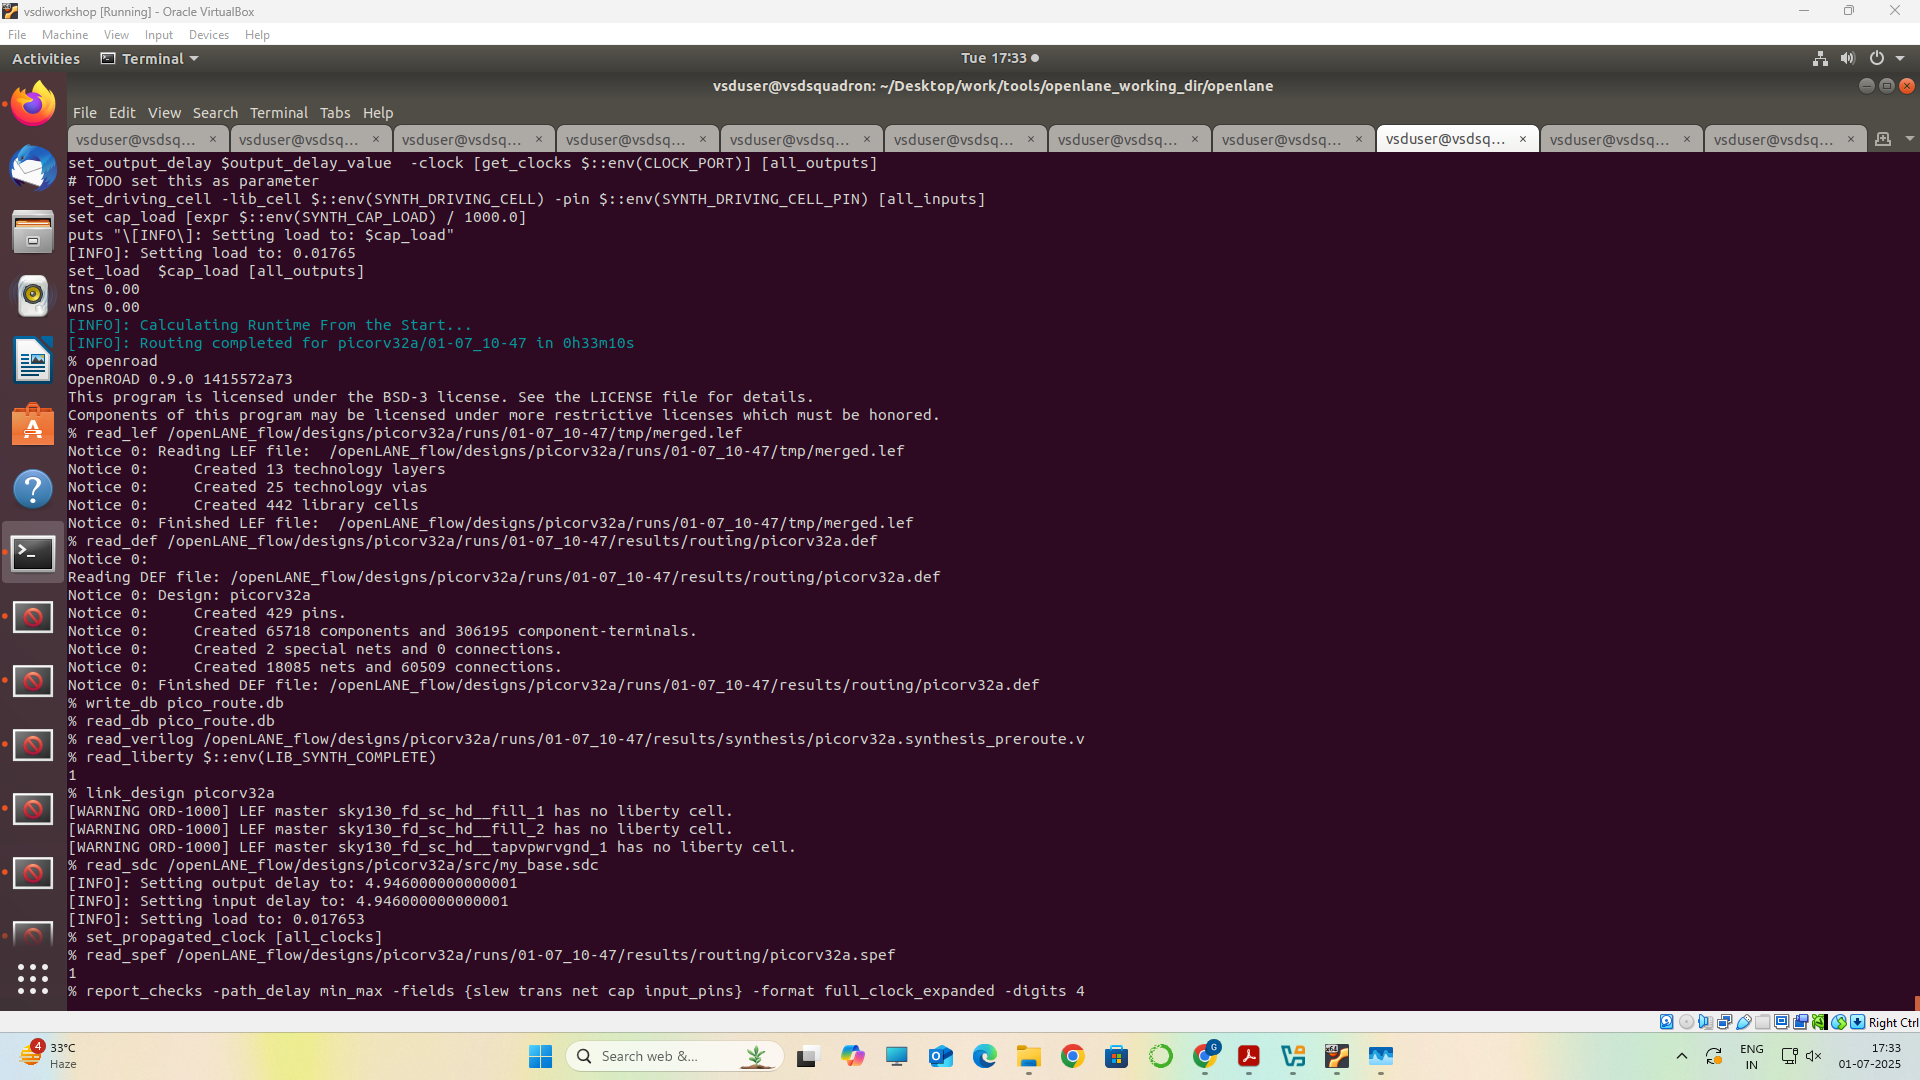 vsdiworkshop [Running] - Oracle VirtualBox
File Machine View Input Devices Help
Activities Terminal Tue 17:33
vsduser@vsdsquadron: ~/Desktop/work/tools/openlane_working_dir/openlane
File Edit View Search Terminal Tabs Help
vsduser@vsdsq... × vsduser@vsdsq... × vsduser@vsdsq... × vsduser@vsdsq... × vsduser@vsdsq... × vsduser@vsdsq... × vsduser@vsdsq... × vsduser@vsdsq... × vsduser@vsdsq... × vsduser@vsdsq... × vsduser@vsdsq... ×
set_output_delay $output_delay_value  -clock [get_clocks $::env(CLOCK_PORT)] [all_outputs]
# TODO set this as parameter
set_driving_cell -lib_cell $::env(SYNTH_DRIVING_CELL) -pin $::env(SYNTH_DRIVING_CELL_PIN) [all_inputs]
set cap_load [expr $::env(SYNTH_CAP_LOAD) / 1000.0]
puts "\[INFO\]: Setting load to: $cap_load"
[INFO]: Setting load to: 0.01765
set_load  $cap_load [all_outputs]
tns 0.00
wns 0.00
[INFO]: Calculating Runtime From the Start...
[INFO]: Routing completed for picorv32a/01-07_10-47 in 0h33m10s
% openroad
OpenROAD 0.9.0 1415572a73
This program is licensed under the BSD-3 license. See the LICENSE file for details.
Components of this program may be licensed under more restrictive licenses which must be honored.
% read_lef /openLANE_flow/designs/picorv32a/runs/01-07_10-47/tmp/merged.lef
Notice 0: Reading LEF file:  /openLANE_flow/designs/picorv32a/runs/01-07_10-47/tmp/merged.lef
Notice 0:     Created 13 technology layers
Notice 0:     Created 25 technology vias
Notice 0:     Created 442 library cells
Notice 0: Finished LEF file:  /openLANE_flow/designs/picorv32a/runs/01-07_10-47/tmp/merged.lef
% read_def /openLANE_flow/designs/picorv32a/runs/01-07_10-47/results/routing/picorv32a.def
Notice 0:
Reading DEF file: /openLANE_flow/designs/picorv32a/runs/01-07_10-47/results/routing/picorv32a.def
Notice 0: Design: picorv32a
Notice 0:     Created 429 pins.
Notice 0:     Created 65718 components and 306195 component-terminals.
Notice 0:     Created 2 special nets and 0 connections.
Notice 0:     Created 18085 nets and 60509 connections.
Notice 0: Finished DEF file: /openLANE_flow/designs/picorv32a/runs/01-07_10-47/results/routing/picorv32a.def
% write_db pico_route.db
% read_db pico_route.db
% read_verilog /openLANE_flow/designs/picorv32a/runs/01-07_10-47/results/synthesis/picorv32a.synthesis_preroute.v
% read_liberty $::env(LIB_SYNTH_COMPLETE)
1
% link_design picorv32a
[WARNING ORD-1000] LEF master sky130_fd_sc_hd__fill_1 has no liberty cell.
[WARNING ORD-1000] LEF master sky130_fd_sc_hd__fill_2 has no liberty cell.
[WARNING ORD-1000] LEF master sky130_fd_sc_hd__tapvpwrvgnd_1 has no liberty cell.
% read_sdc /openLANE_flow/designs/picorv32a/src/my_base.sdc
[INFO]: Setting output delay to: 4.946000000000001
[INFO]: Setting input delay to: 4.946000000000001
[INFO]: Setting load to: 0.017653
% set_propagated_clock [all_clocks]
% read_spef /openLANE_flow/designs/picorv32a/runs/01-07_10-47/results/routing/picorv32a.spef
1
% report_checks -path_delay min_max -fields {slew trans net cap input_pins} -format full_clock_expanded -digits 4
Right Ctrl
4 33°C
Haze
Search web &...
G
ENG
IN
17:33
01-07-2025